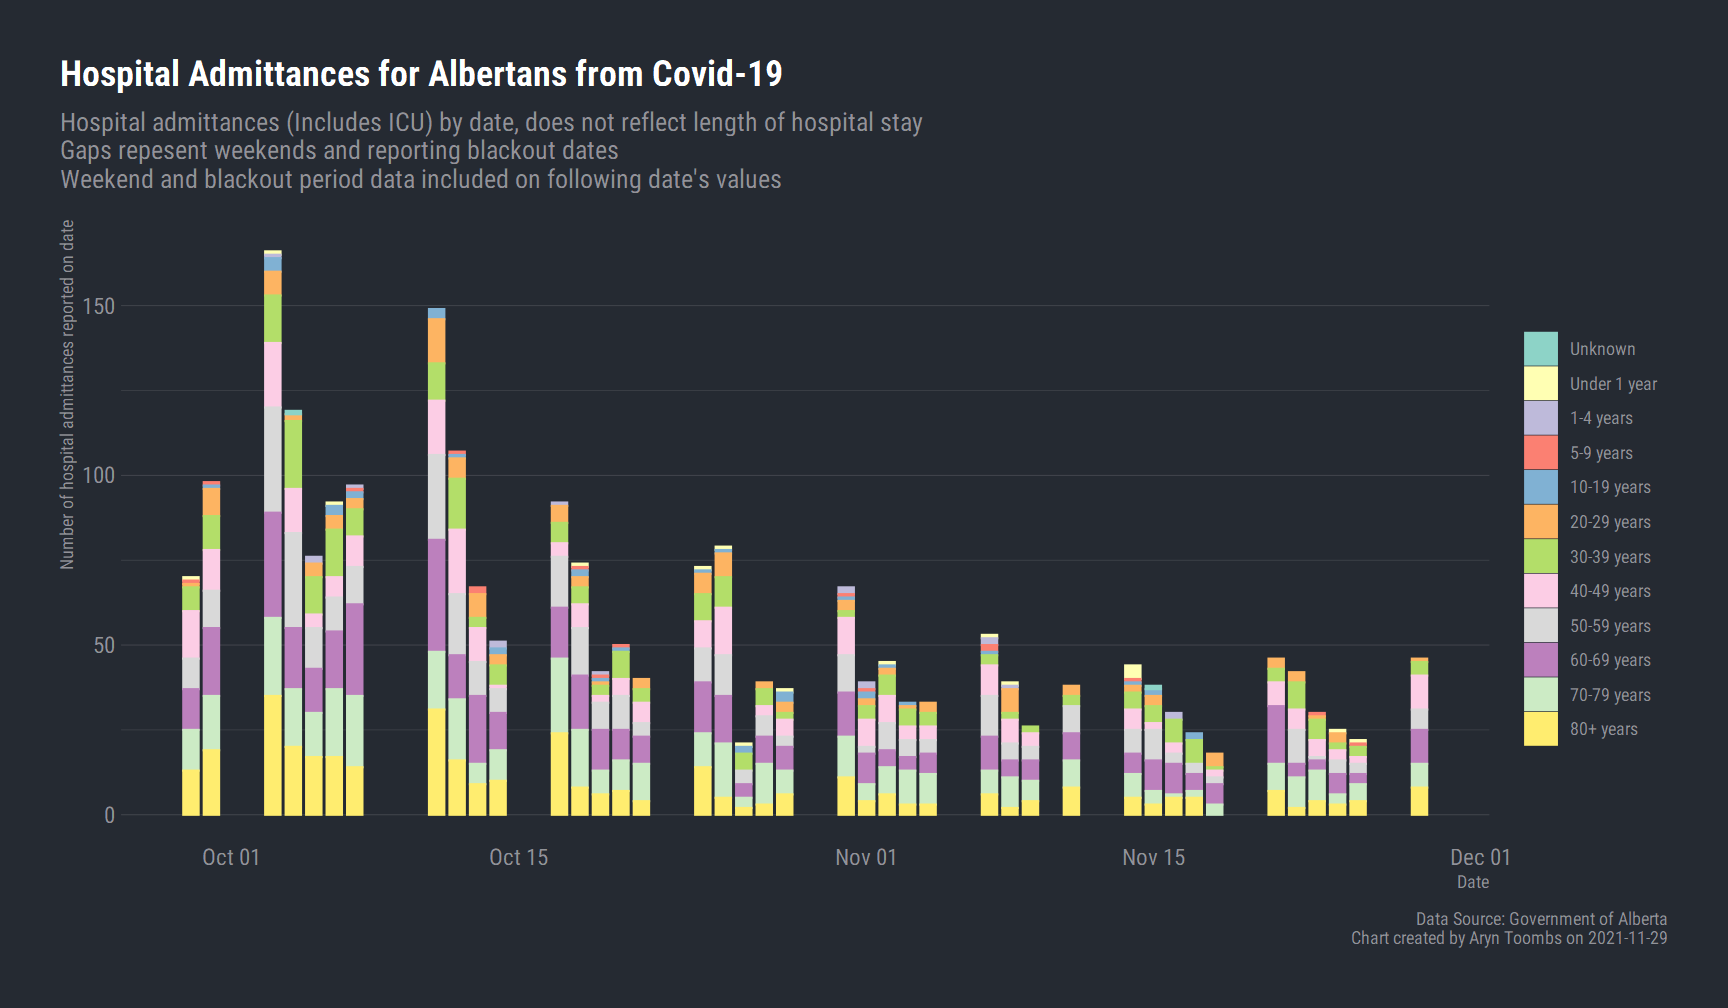 Hospital Admittances for Albertans from Covid-19
Hospital admittances (Includes ICU) by date, does not reflect length of hospital stay
Gaps repesent weekends and reporting blackout dates
Weekend and blackout period data included on following date's values
Number of hospital admittances reported on date
150
100
50
0
Oct 01
Oct 15
Nov 01
Nov 15
Dec 01
Date
Unknown
Under 1 year
1-4 years
5-9 years
10-19 years
20-29 years
30-39 years
40-49 years
50-59 years
60-69 years
70-79 years
80+ years
Data Source: Government of Alberta
Chart created by Aryn Toombs on 2021-11-29